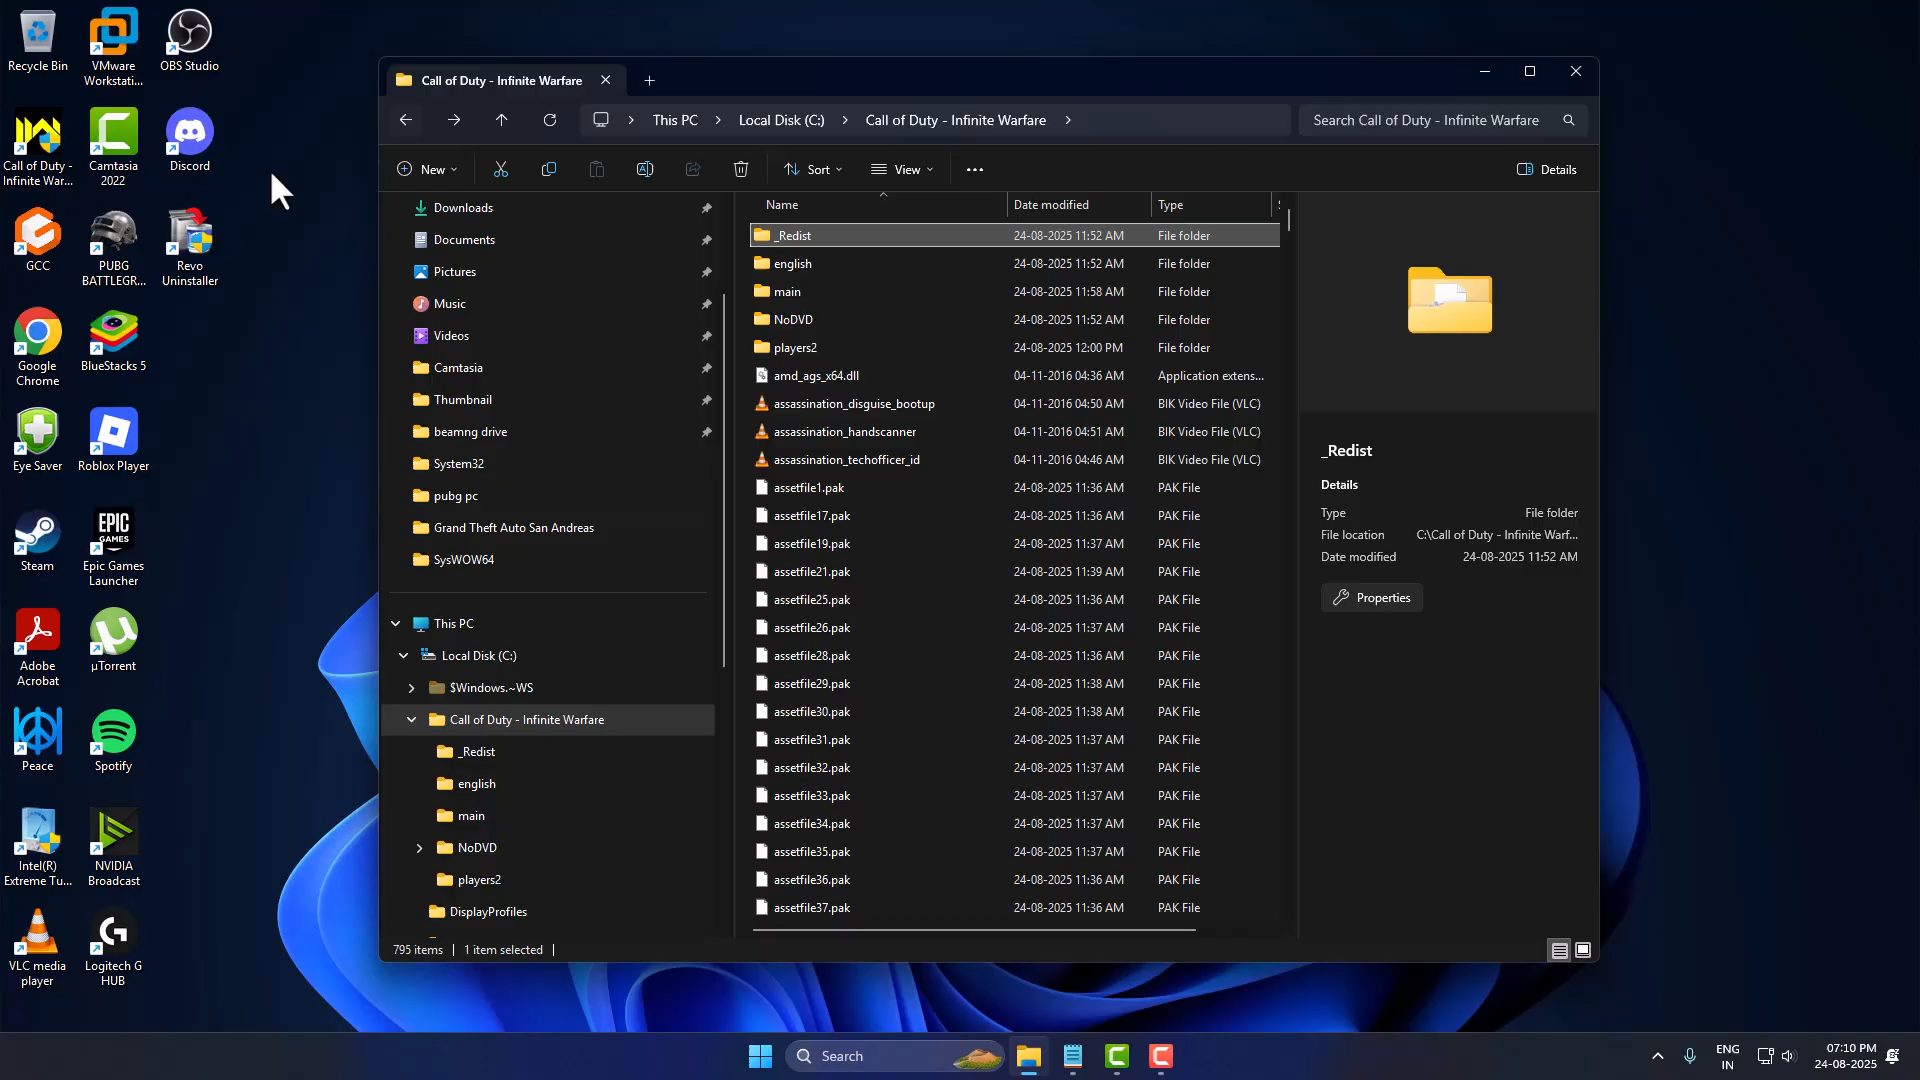 Recycle Bin
VMware
Workstati...
OBS Studio
Call of Duty -
Infinite War...
Camtasia
2022
Discord
GCC
PUBG
BATTLEGR...
Revo
Uninstaller
Google
Chrome
BlueStacks 5
Eye Saver
Roblox Player
Steam
EPIC
GAMES
Epic Games
Launcher
Adobe
Acrobat
µTorrent
Peace
Spotify
Intel(R)
Extreme Tu...
NVIDIA
Broadcast
VLC media
player
Logitech G
HUB
Call of Duty - Infinite Warfare
This PC
Local Disk (C:)
Call of Duty - Infinite Warfare
Search Call of Duty - Infinite Warfare
New
Sort
View
Details
Downloads
Documents
Pictures
Music
Videos
Camtasia
Thumbnail
beamng drive
System32
pubg pc
Grand Theft Auto San Andreas
SysWOW64
This PC
Local Disk (C:)
$Windows.~WS
Call of Duty - Infinite Warfare
_Redist
english
main
NoDVD
players2
DisplayProfiles
Name Date modified Type
_Redist 24-08-2025 11:52 AM File folder
english 24-08-2025 11:52 AM File folder
main 24-08-2025 11:58 AM File folder
NoDVD 24-08-2025 11:52 AM File folder
players2 24-08-2025 12:00 PM File folder
amd_ags_x64.dll 04-11-2016 04:36 AM Application extens...
assassination_disguise_bootup 04-11-2016 04:50 AM BIK Video File (VLC)
assassination_handscanner 04-11-2016 04:51 AM BIK Video File (VLC)
assassination_techofficer_id 04-11-2016 04:46 AM BIK Video File (VLC)
assetfile1.pak 24-08-2025 11:36 AM PAK File
assetfile17.pak 24-08-2025 11:36 AM PAK File
assetfile19.pak 24-08-2025 11:37 AM PAK File
assetfile21.pak 24-08-2025 11:39 AM PAK File
assetfile25.pak 24-08-2025 11:36 AM PAK File
assetfile26.pak 24-08-2025 11:37 AM PAK File
assetfile28.pak 24-08-2025 11:36 AM PAK File
assetfile29.pak 24-08-2025 11:38 AM PAK File
assetfile30.pak 24-08-2025 11:38 AM PAK File
assetfile31.pak 24-08-2025 11:37 AM PAK File
assetfile32.pak 24-08-2025 11:37 AM PAK File
assetfile33.pak 24-08-2025 11:37 AM PAK File
assetfile34.pak 24-08-2025 11:37 AM PAK File
assetfile35.pak 24-08-2025 11:37 AM PAK File
assetfile36.pak 24-08-2025 11:36 AM PAK File
assetfile37.pak 24-08-2025 11:36 AM PAK File
_Redist
Details
Type File folder
File location C:\Call of Duty - Infinite Warf...
Date modified 24-08-2025 11:52 AM
Properties
795 items 1 item selected
Search
ENG
IN
07:10 PM
24-08-2025